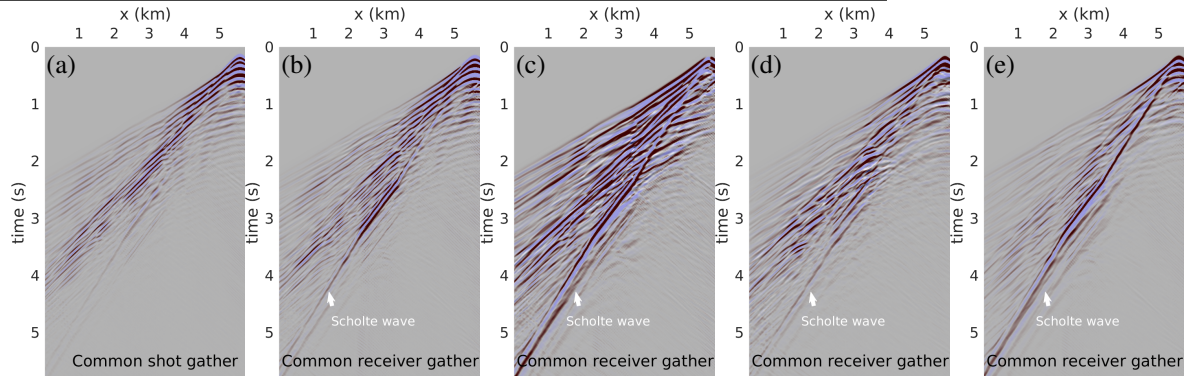 x (km) x (km) x (km) x (km) x (km)
1 2 3 4 5 1 2 3 4 5 1 2 3 4 5 1 2 3 4 5 1 2 3 4 5
0 (a) 0 (b) 0 (c) 0 (d) 0 (e)
1 1 1 1 1
2 2 2 2 2
3 3 3 3 3
4 4 4 4 4
5 5 5 5 5
time (s) time (s) time (s) time (s) time (s)
Scholte wave Scholte wave Scholte wave Scholte wave
Common shot gather Common receiver gather Common receiver gather Common receiver gather Common receiver gather